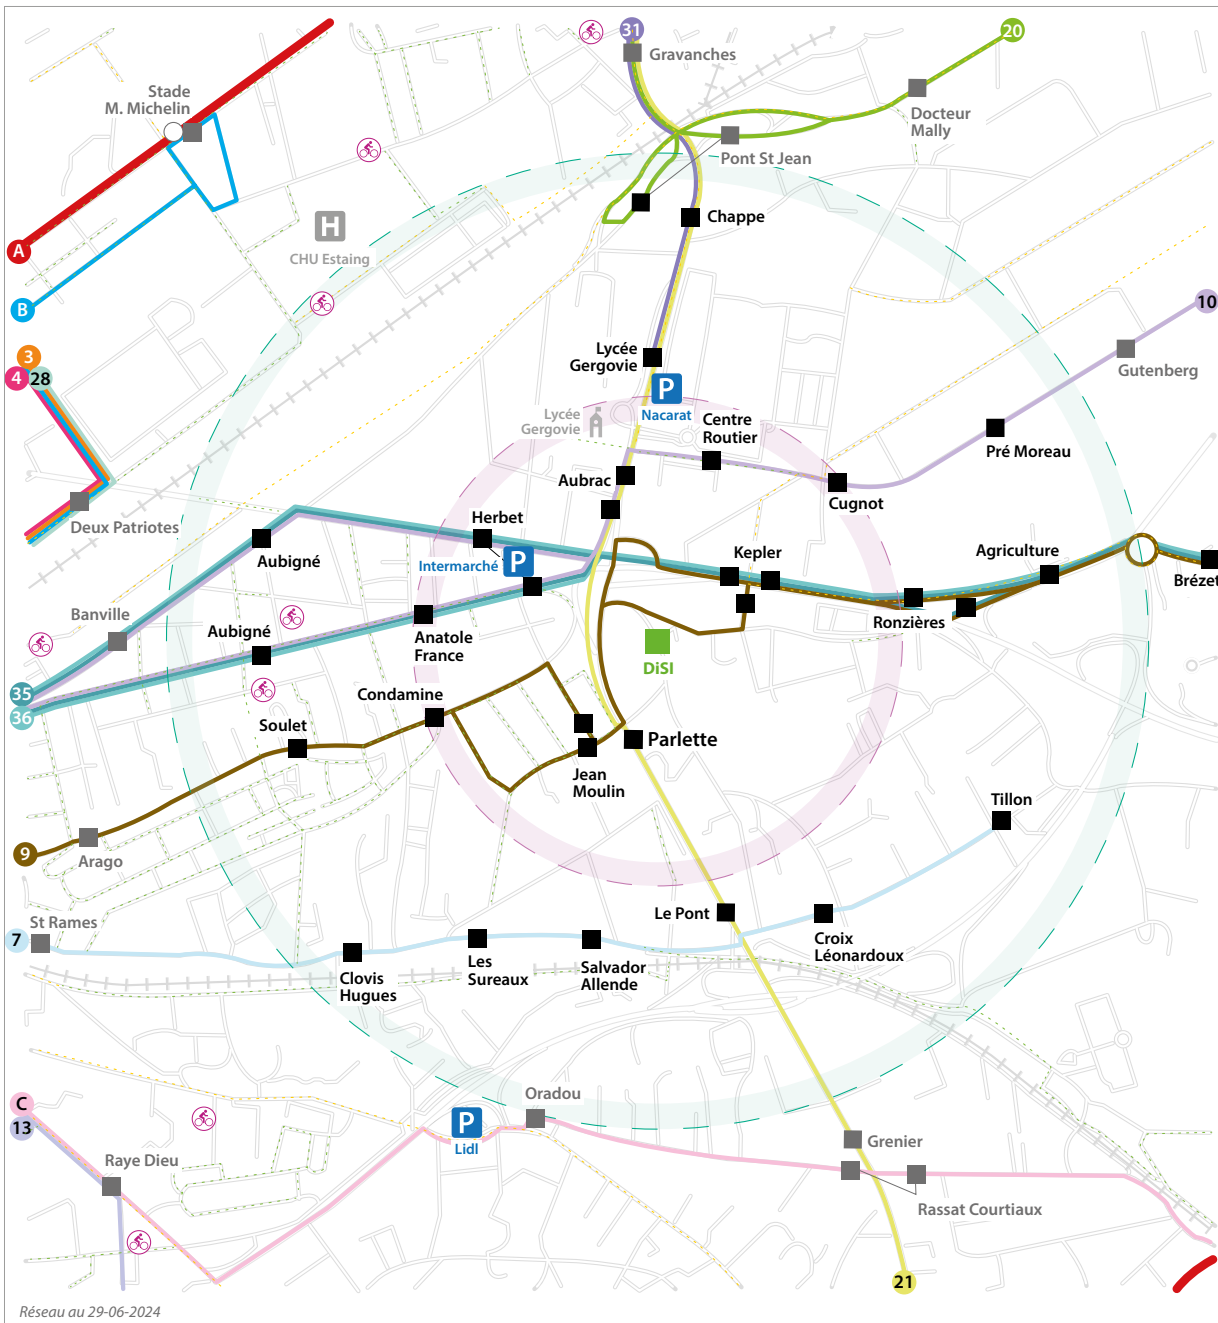 31
Gravanches
20
Stade
M. Michelin
Docteur
Mally
Pont St Jean
Chappe
H
CHU Estaing
A
B
10
3
4
28
Lycée
Gergovie
P
Nacarat
Gutenberg
Lycée
Gergovie
Centre
Routier
Pré Moreau
Aubrac
Cugnot
Deux Patriotes
Herbet
Intermarché
P
Kepler
Agriculture
Brézet
Aubigné
Banville
Aubigné
Anatole
France
Ronzières
DiSI
35
36
Condamine
Soulet
Parlette
Jean
Moulin
Tillon
9
Arago
St Rames
7
Le Pont
Croix
Léonardoux
Clovis
Hugues
Les
Sureaux
Salvador
Allende
C
13
Oradou
P
Lidl
Grenier
Raye Dieu
Rassat Courtiaux
21
Réseau au 29-06-2024